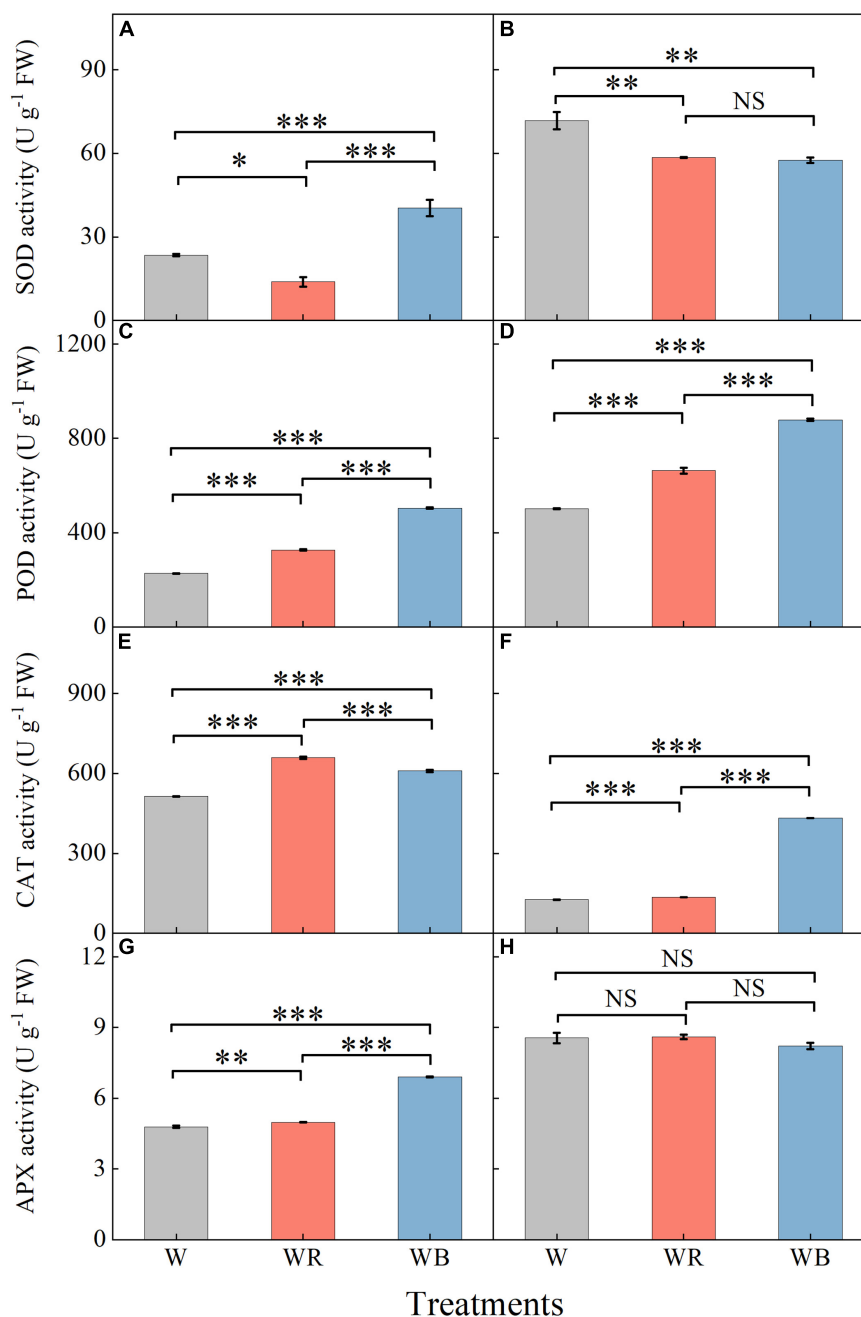 A
B
SOD activity (U g⁻¹ FW)
90
60
30
0
***
*
***
**
**
NS
C
D
POD activity (U g⁻¹ FW)
1200
800
400
0
***
***
***
***
***
***
E
F
CAT activity (U g⁻¹ FW)
900
600
300
0
***
***
***
***
***
***
G
H
APX activity (U g⁻¹ FW)
12
9
6
3
0
***
**
***
NS
NS
NS
W WR WB W WR WB
Treatments